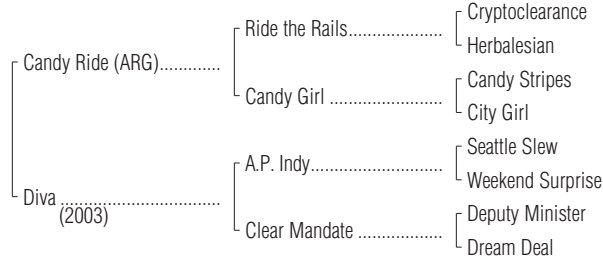 Cryptoclearance
Ride the Rails....................
Herbalesian
Candy Ride (ARG).............
Candy Stripes
Candy Girl ........................
City Girl
Seattle Slew
A.P. Indy............................
Weekend Surprise
Diva ..................................
(2003)
Deputy Minister
Clear Mandate ..................
Dream Deal